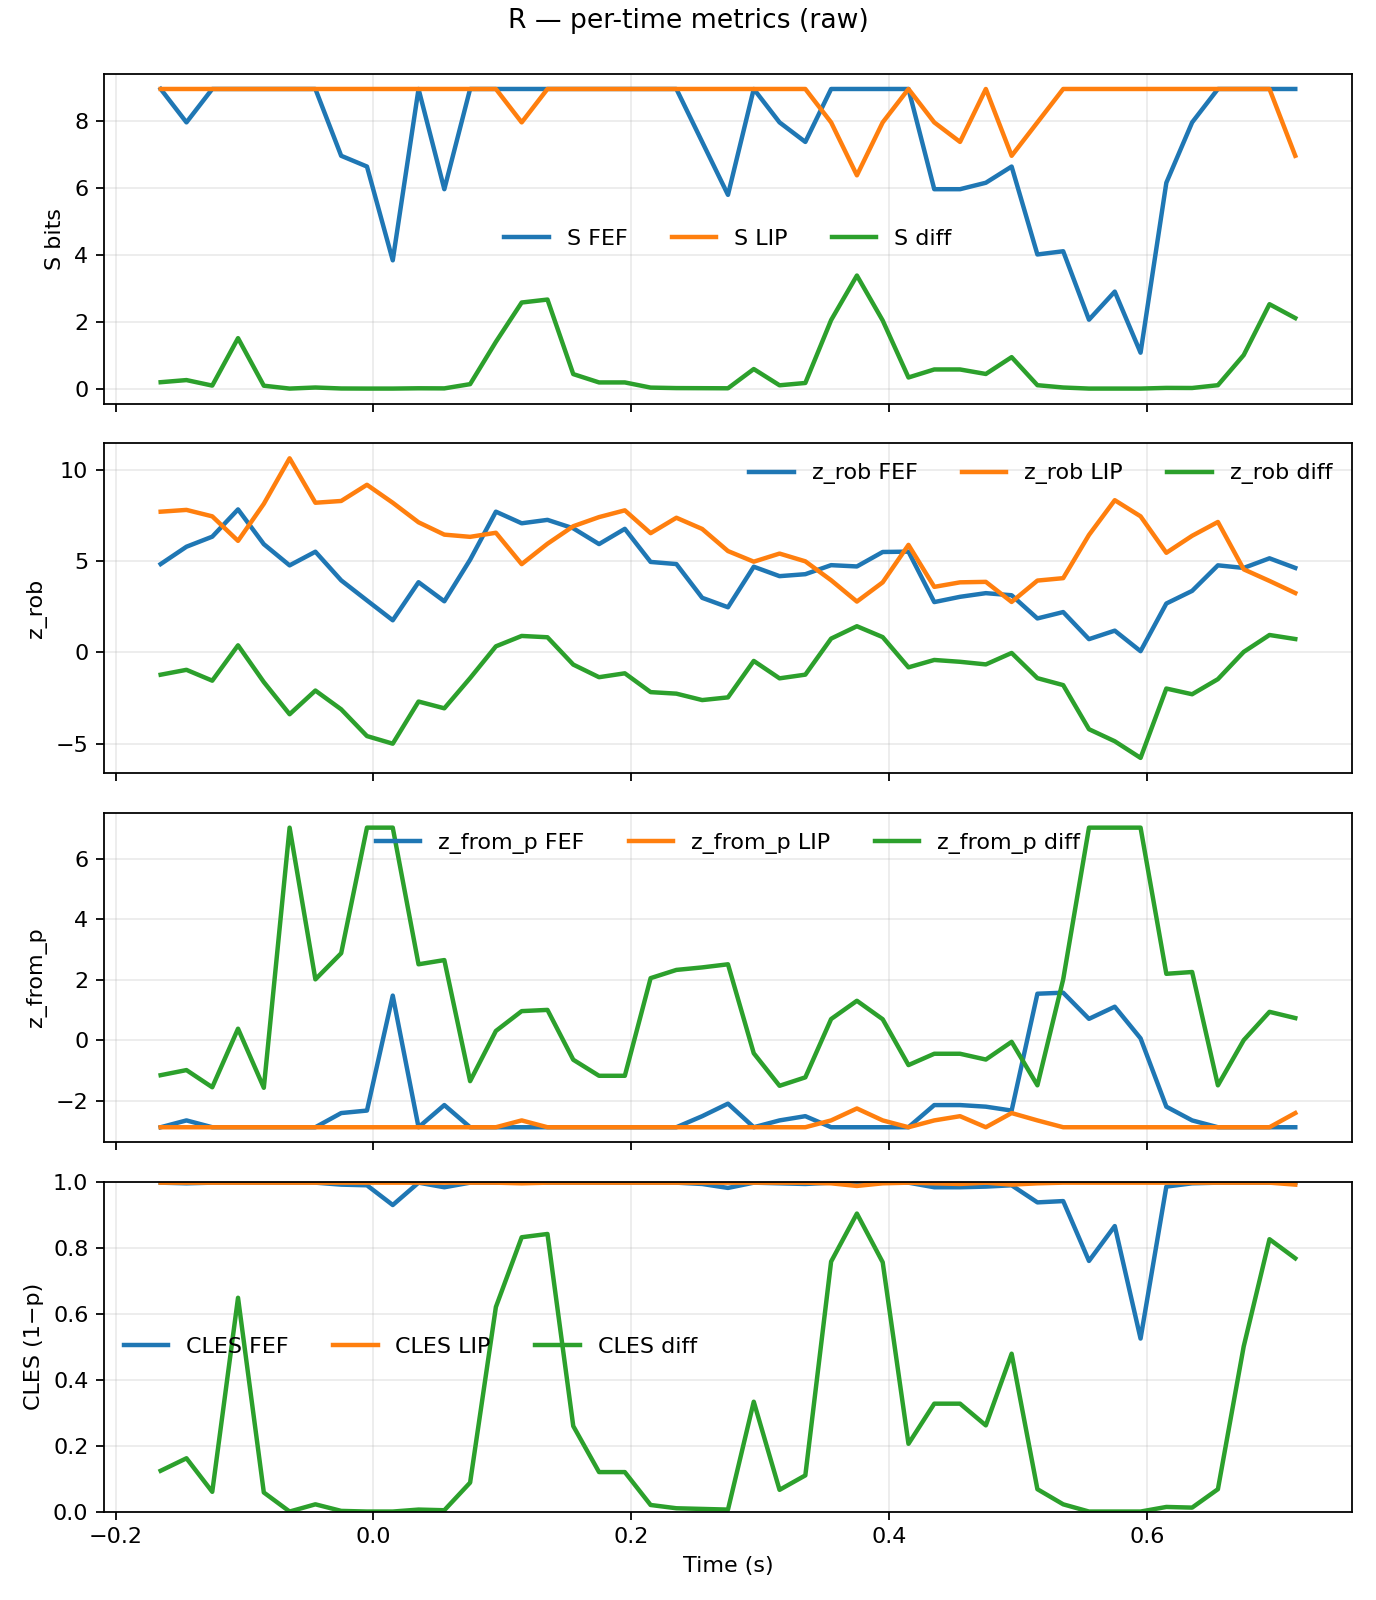 R — per-time metrics (raw)
8
6
4
2
0
S bits
S FEF S LIP S diff
10
5
0
−5
z_rob
z_rob FEF z_rob LIP z_rob diff
6
4
2
0
−2
z_from_p
z_from_p FEF z_from_p LIP z_from_p diff
1.0
0.8
0.6
0.4
0.2
0.0
CLES (1−p)
CLES FEF CLES LIP CLES diff
−0.2 0.0 0.2 0.4 0.6
Time (s)